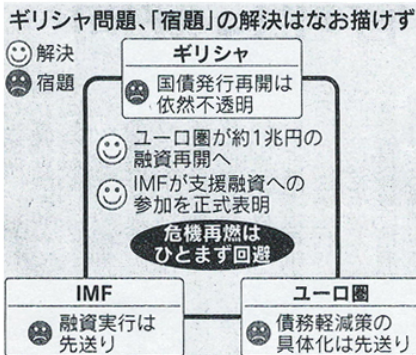 ギリシャ問題、「宿題」の解決はなお描けず
解決
宿題
ギリシャ
国債発行再開は
依然不透明
ユーロ圏が約1兆円の
融資再開へ
IMFが支援融資への
参加を正式表明
危機再燃は
ひとまず回避
IMF
融資実行は
先送り
ユーロ圏
債務軽減策の
具体化は先送り